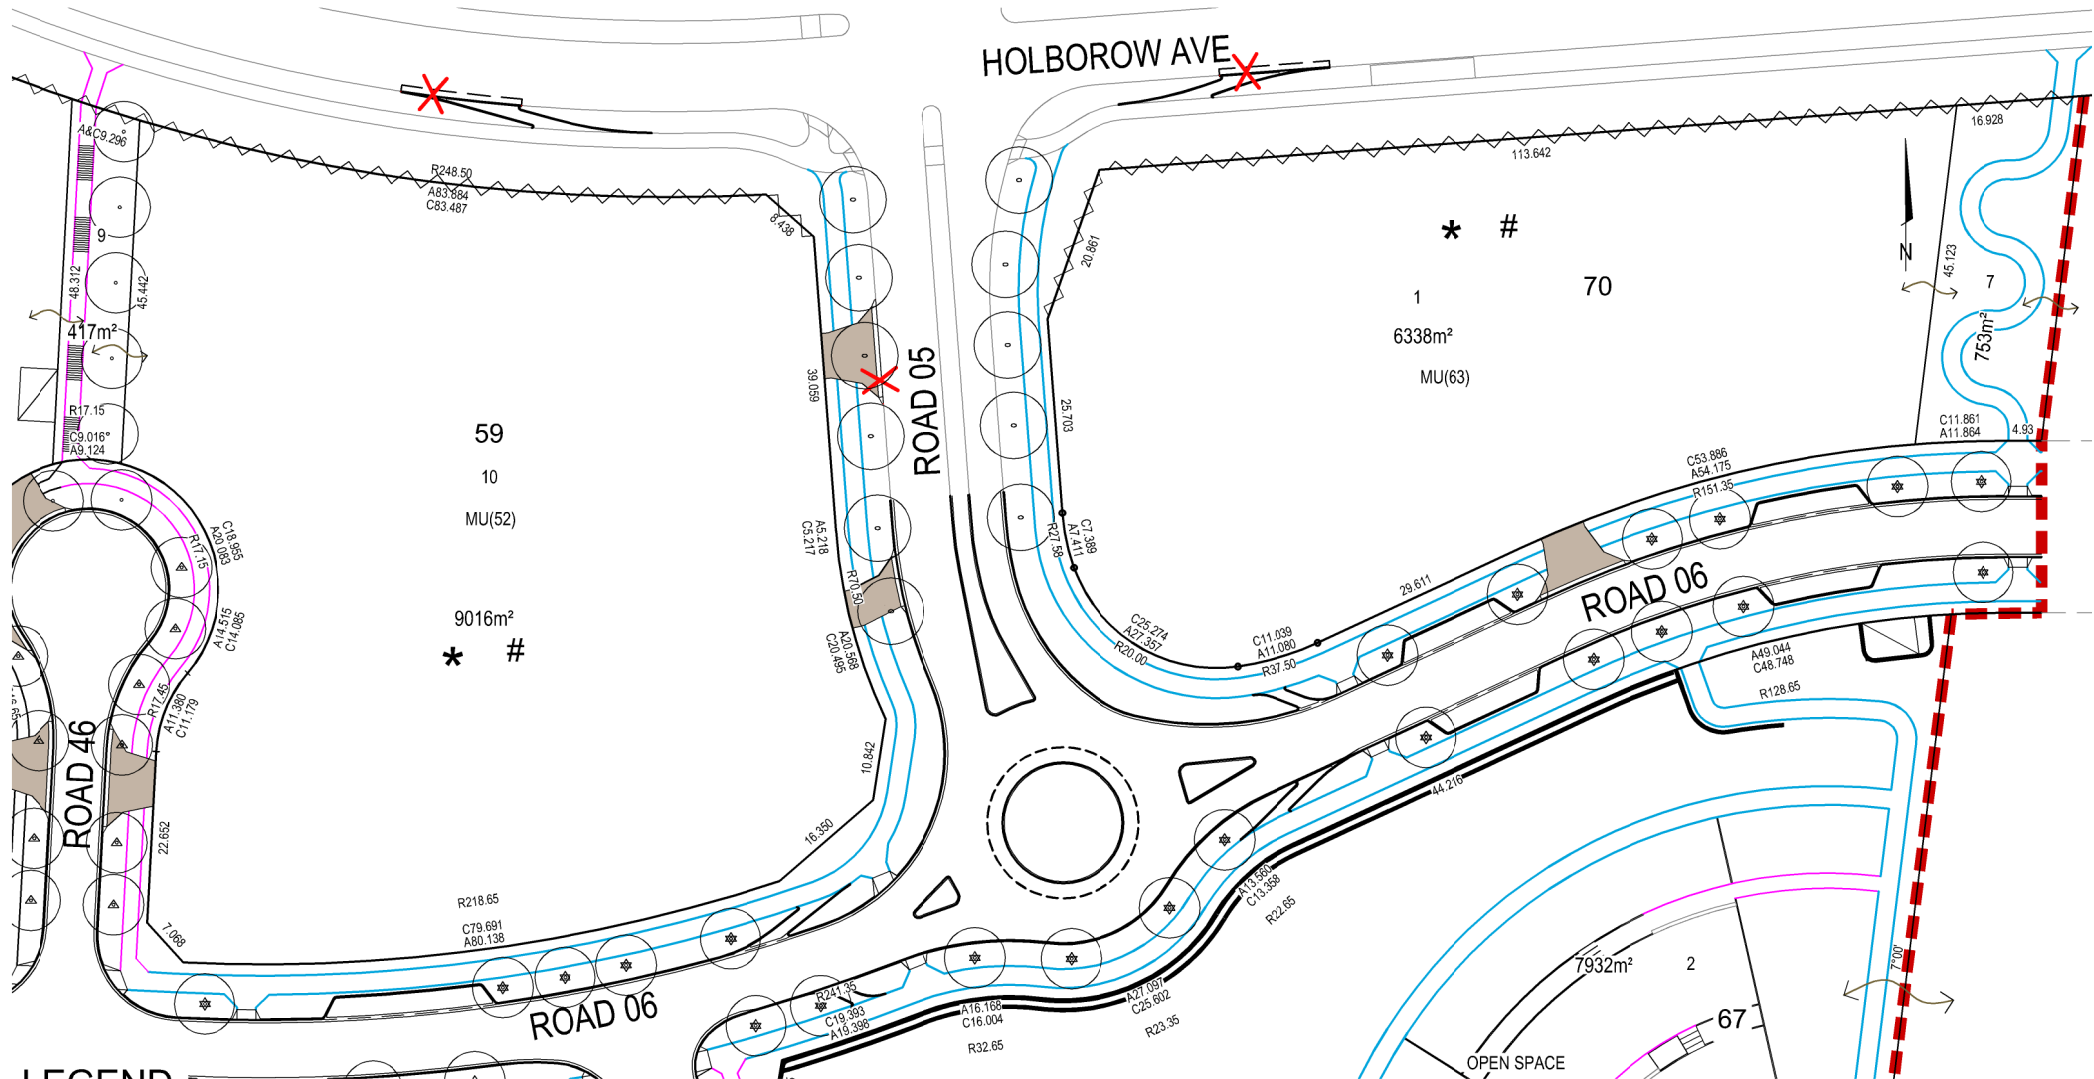 HOLBOROW AVE
A&C9.296
9
48.312
45.442
417m²
R17.15
C9.016
A9.124
R248.50
A83.884
C83.487
8.438
39.059
59
10
MU(52)
9016m²
* #
A5.218
C5.217
R70.50
A20.568
C20.495
10.842
16.350
R218.65
C79.691
A80.138
7.068
22.652
C18.955
A20.083
R17.15
A14.515
C14.085
R17.45
A11.380
C11.179
ROAD 46
ROAD 05
ROAD 06
20.861
25.703
113.642
16.928
* #
70
1
6338m²
MU(63)
N
45.123
7
753m²
C11.861
A11.864
4.93
C53.886
A54.175
R151.35
C7.389
A7.411
R27.58
C25.274
A27.357
R20.00
C11.039
A11.080
R37.50
29.611
ROAD 06
A49.044
C48.748
R128.65
44.216
A13.560
C13.358
R22.65
A27.097
C25.602
R23.35
A16.168
C16.004
R32.65
R241.35
C19.393
A19.398
7932m²
2
67
7°00'
OPEN SPACE
LEGEND